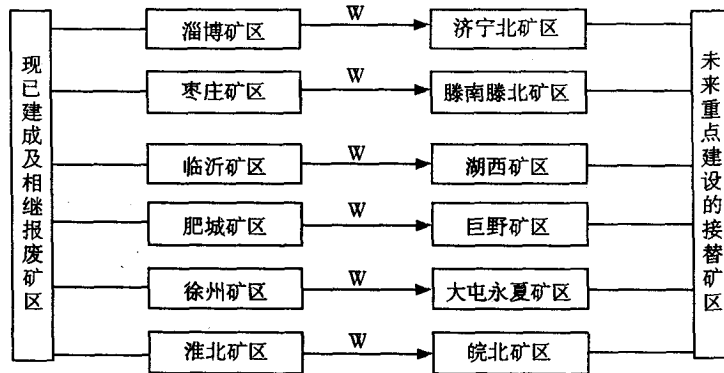 现已建成及相继报废矿区
淄博矿区
W
济宁北矿区
枣庄矿区
W
滕南滕北矿区
临沂矿区
W
湖西矿区
肥城矿区
W
巨野矿区
徐州矿区
W
大屯永夏矿区
淮北矿区
W
皖北矿区
未来重点建设的接替矿区